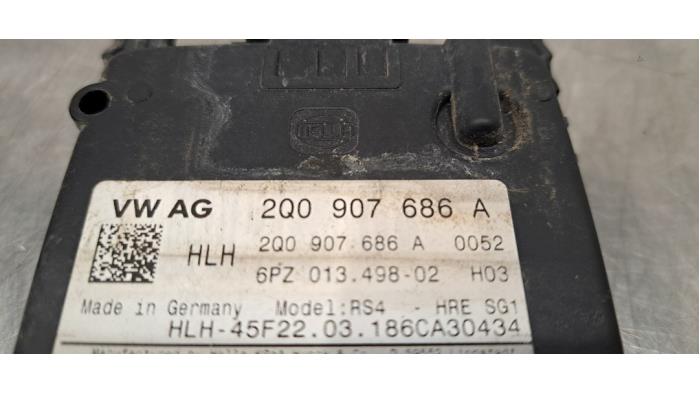 HELLA
VW AG 2Q0 907 686 A
HLH 2Q0 907.686 A 0052
6PZ 013.498-02 H03
Made in Germany Model:RS4 - HRE SG1
HLH-45F22.03.186CA30434